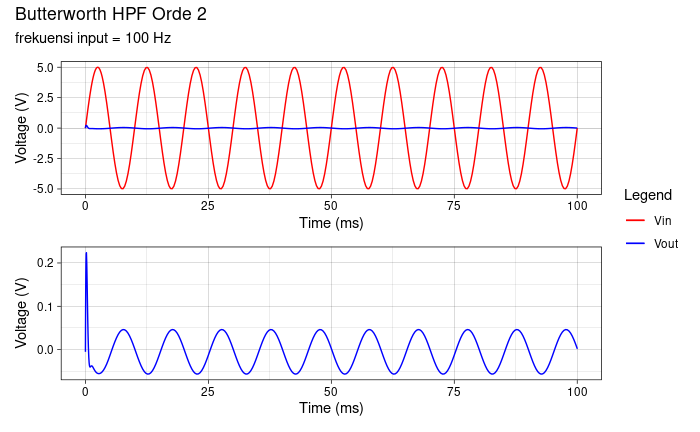 Butterworth HPF Orde 2
frekuensi input = 100 Hz
Voltage (V)
5.0
2.5
0.0
-2.5
-5.0
0 25 50 75 100
Time (ms)
Legend
Vin
Vout
Voltage (V)
0.2
0.1
0.0
0 25 50 75 100
Time (ms)